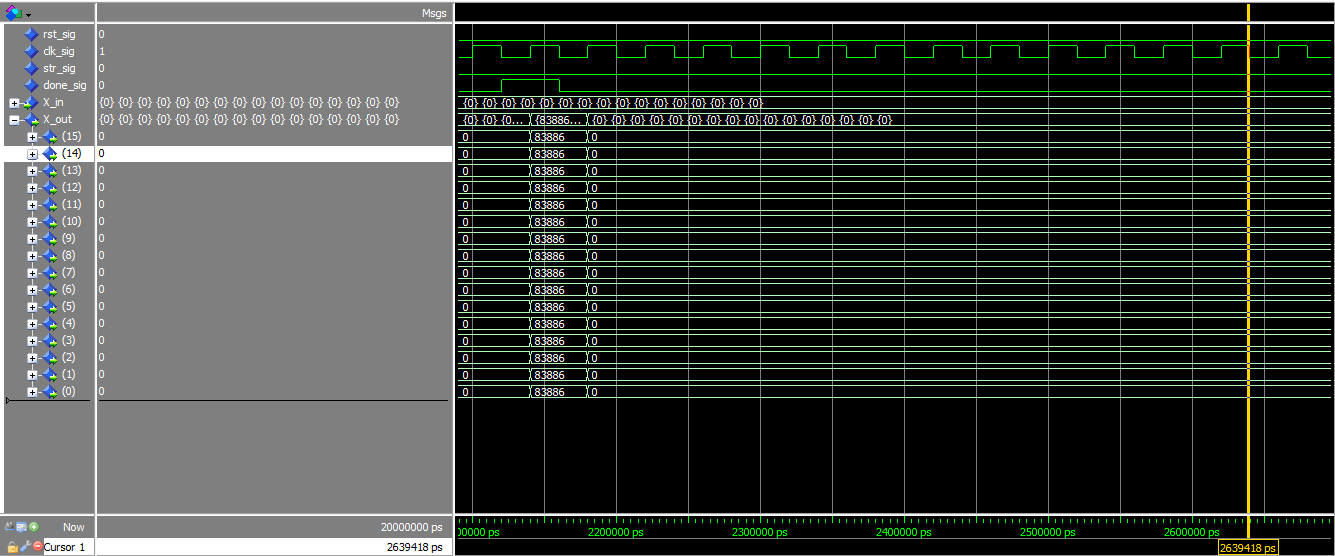 Msgs
rst_sig 0
clk_sig 1
str_sig 0
done_sig 0
X_in {0} {0} {0} {0} {0} {0} {0} {0} {0} {0} {0} {0} {0} {0} {0} {0} {0} {0} {0} {0} {0} {0} {0} {0} {0} {0} {0} {0} {0} {0} {0} {0}
X_out {0} {0} {0} {0} {0} {0} {0} {0} {0} {0} {0} {0} {0} {0} {0} {0} {0} {0} {0... {83886... {0} {0} {0} {0} {0} {0} {0} {0} {0} {0} {0} {0} {0} {0} {0} {0}
(15) 0 0 83886 0
(14) 0 0 83886 0
(13) 0 0 83886 0
(12) 0 0 83886 0
(11) 0 0 83886 0
(10) 0 0 83886 0
(9) 0 0 83886 0
(8) 0 0 83886 0
(7) 0 0 83886 0
(6) 0 0 83886 0
(5) 0 0 83886 0
(4) 0 0 83886 0
(3) 0 0 83886 0
(2) 0 0 83886 0
(1) 0 0 83886 0
(0) 0 0 83886 0
Now 20000000 ps 00000 ps 2200000 ps 2300000 ps 2400000 ps 2500000 ps 2600000 ps
Cursor 1 2639418 ps 2639418 ps